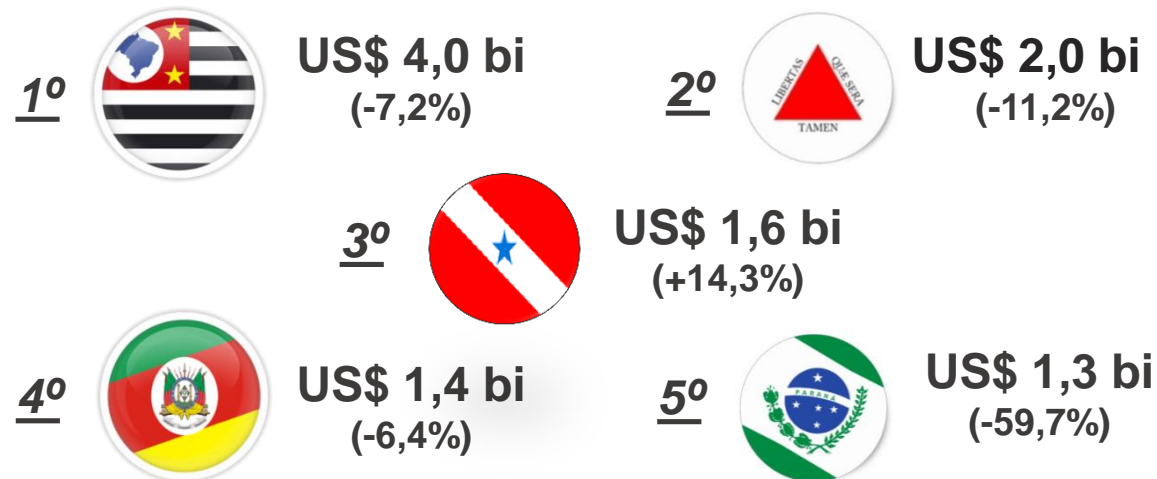 1º
US$ 4,0 bi
(-7,2%)
2º
LIBERTAS QUÆ SERA
TAMEN
US$ 2,0 bi
(-11,2%)
3º
US$ 1,6 bi
(+14,3%)
4º
US$ 1,4 bi
(-6,4%)
5º
PARANÁ
US$ 1,3 bi
(-59,7%)